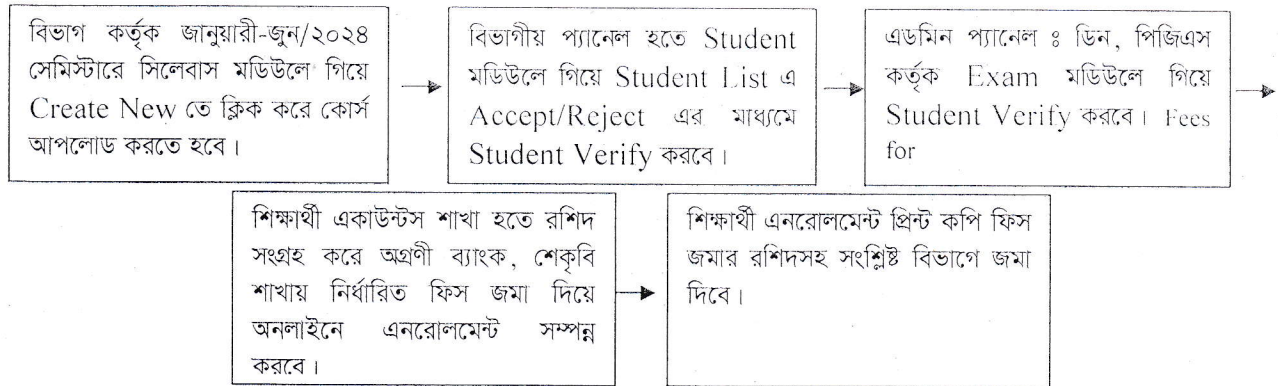 বিভাগ কর্তৃক জানুয়ারী-জুন/২০২৪
সেমিস্টারে সিলেবাস মডিউলে গিয়ে
Create New তে ক্লিক করে কোর্স
আপলোড করতে হবে।
বিভাগীয় প্যানেল হতে Student
মডিউলে গিয়ে Student List এ
Accept/Reject এর মাধ্যমে
Student Verify করবে।
এডমিন প্যানেল ঃ ডিন, পিজিএস
কর্তৃক Exam মডিউলে গিয়ে
Student Verify করবে। Fees
for
শিক্ষার্থী একাউন্টস শাখা হতে রশিদ
সংগ্রহ করে অগ্রণী ব্যাংক, শেকৃবি
শাখায় নির্ধারিত ফিস জমা দিয়ে
অনলাইনে এনরোলমেন্ট সম্পন্ন
করবে।
শিক্ষার্থী এনরোলমেন্ট প্রিন্ট কপি ফিস
জমার রশিদসহ সংশ্লিষ্ট বিভাগে জমা
দিবে।